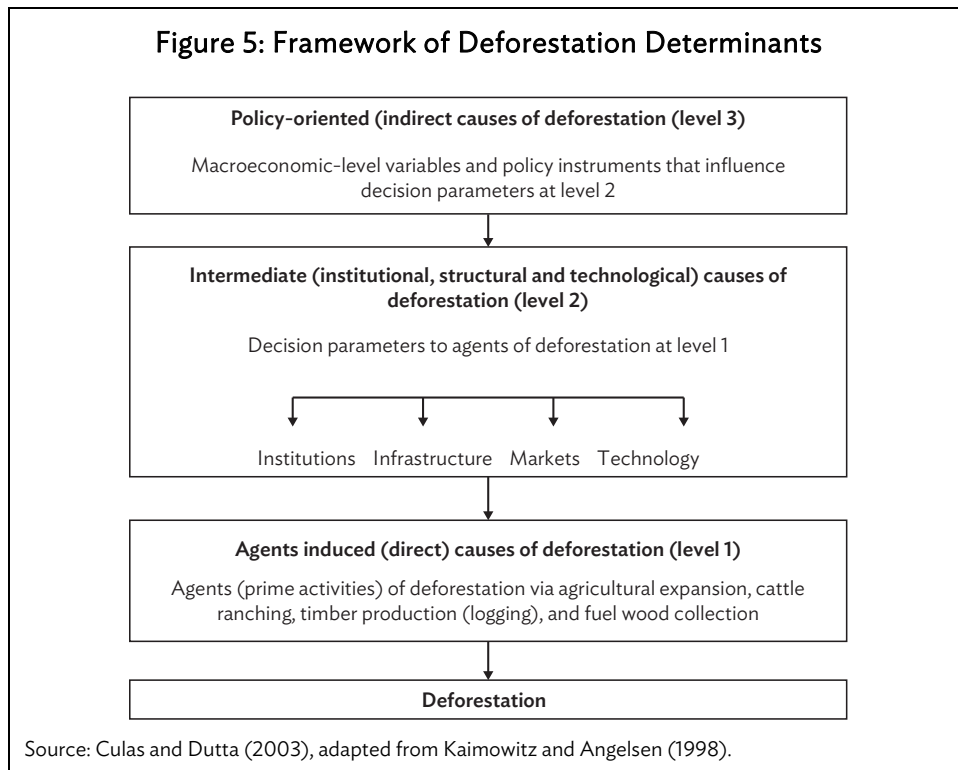 Figure 5: Framework of Deforestation Determinants
Policy-oriented (indirect causes of deforestation (level 3)
Macroeconomic-level variables and policy instruments that influence
decision parameters at level 2
Intermediate (institutional, structural and technological) causes of
deforestation (level 2)
Decision parameters to agents of deforestation at level 1
Institutions Infrastructure Markets Technology
Agents induced (direct) causes of deforestation (level 1)
Agents (prime activities) of deforestation via agricultural expansion, cattle
ranching, timber production (logging), and fuel wood collection
Deforestation
Source: Culas and Dutta (2003), adapted from Kaimowitz and Angelsen (1998).